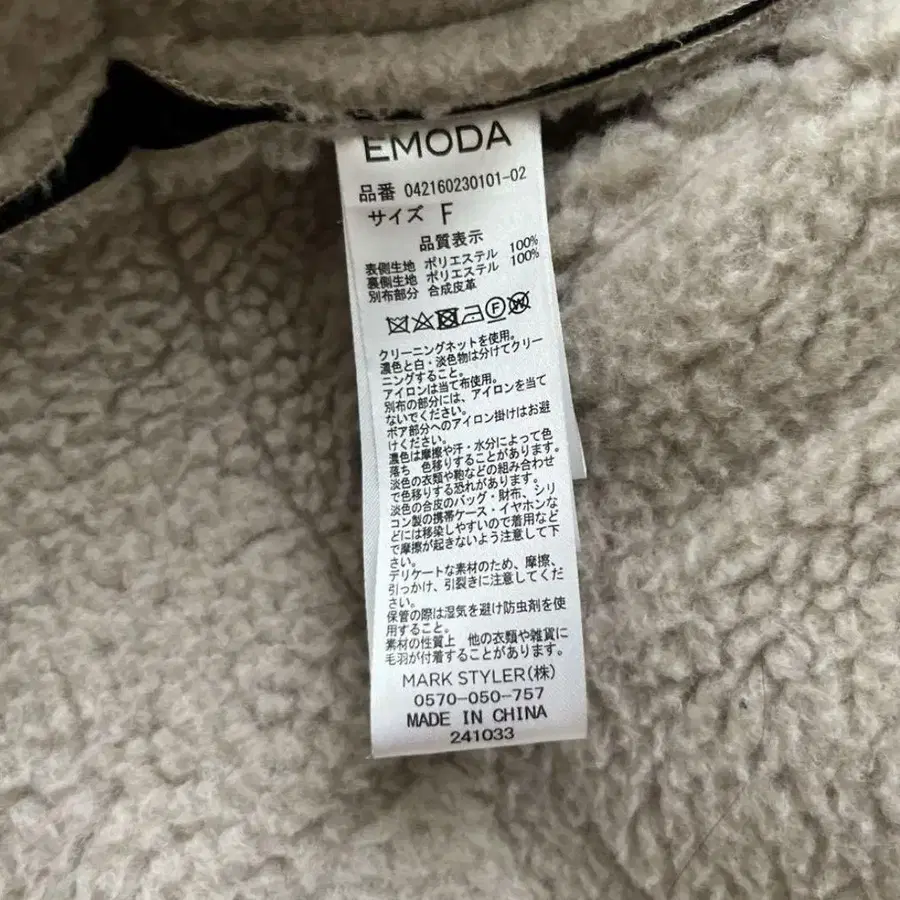 EMODA
品番 042160230101-02
サイズ F
品質表示
表側生地 ポリエステル 100%
裏側生地 ポリエステル 100%
別布部分 合成皮革
クリーニングネットを使用。
濃色と白・淡色物は分けてクリー
ニングすること。
アイロンは当て布使用。
別布の部分には、アイロンを当て
ないでください。
ボア部分へのアイロン掛けはお避
けください。
濃色は摩擦や汗・水分によって色
落ち 色移りすることがあります。
淡色の衣類や鞄などの組み合わせ
で色移りする恐れがあります。
淡色の合皮のバッグ・財布、シリ
コン製の携帯ケース・イヤホンな
どには移染しやすいので着用など
で摩擦が起きないよう注意して下
さい。
デリケートな素材のため、摩擦、
引っかけ、引裂きに注意してくだ
さい。
保管の際は湿気を避け防虫剤を使
用すること。
素材の性質上 他の衣類や雑貨に
毛羽が付着することがあります。
MARK STYLER(株)
0570-050-757
MADE IN CHINA
241033